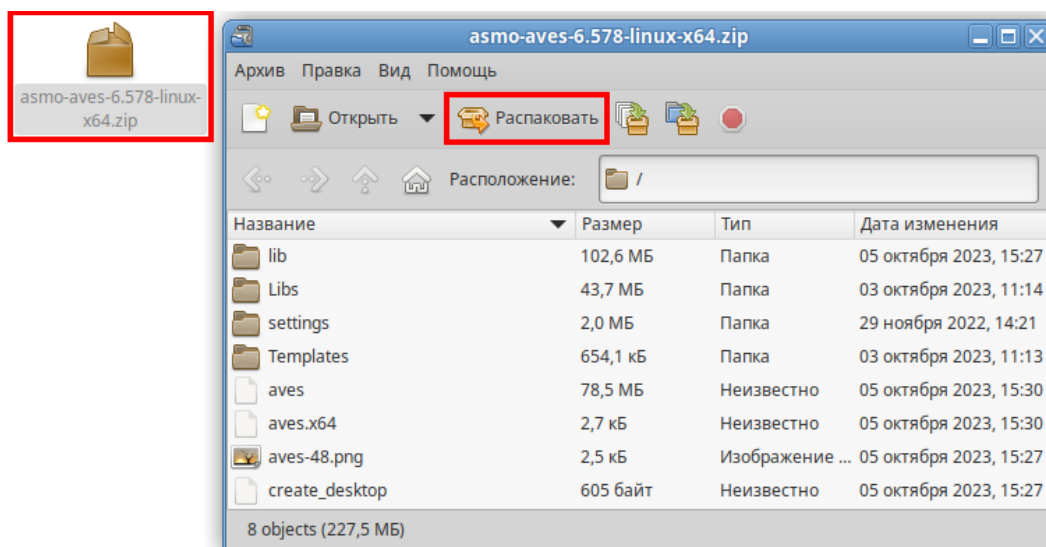 asmo-aves-6.578-linux-
x64.zip
asmo-aves-6.578-linux-x64.zip
Архив Правка Вид Помощь
Открыть Распаковать
Расположение: /
Название Размер Тип Дата изменения
lib 102,6 МБ Папка 05 октября 2023, 15:27
Libs 43,7 МБ Папка 03 октября 2023, 11:14
settings 2,0 МБ Папка 29 ноября 2022, 14:21
Templates 654,1 кБ Папка 03 октября 2023, 11:13
aves 78,5 МБ Неизвестно 05 октября 2023, 15:30
aves.x64 2,7 кБ Неизвестно 05 октября 2023, 15:30
aves-48.png 2,5 кБ Изображение ... 05 октября 2023, 15:27
create_desktop 605 байт Неизвестно 05 октября 2023, 15:27
8 objects (227,5 МБ)